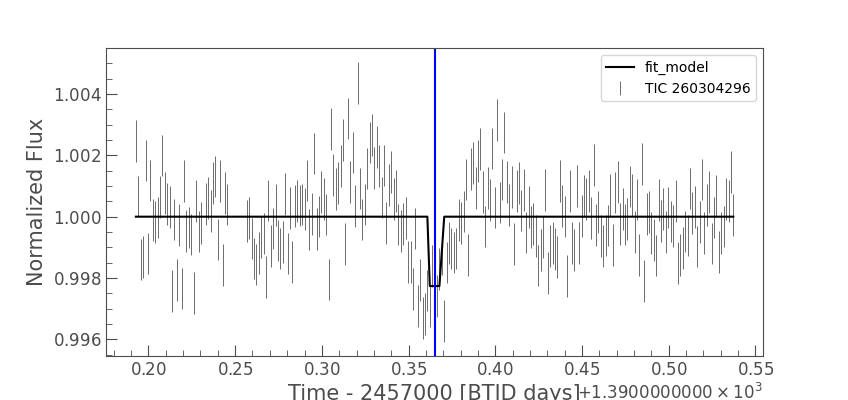 fit_model
TIC 260304296
Normalized Flux
1.004
1.002
1.000
0.998
0.996
0.20 0.25 0.30 0.35 0.40 0.45 0.50 0.55
Time - 2457000 [BTJD days]
+1.3900000000 × 10³